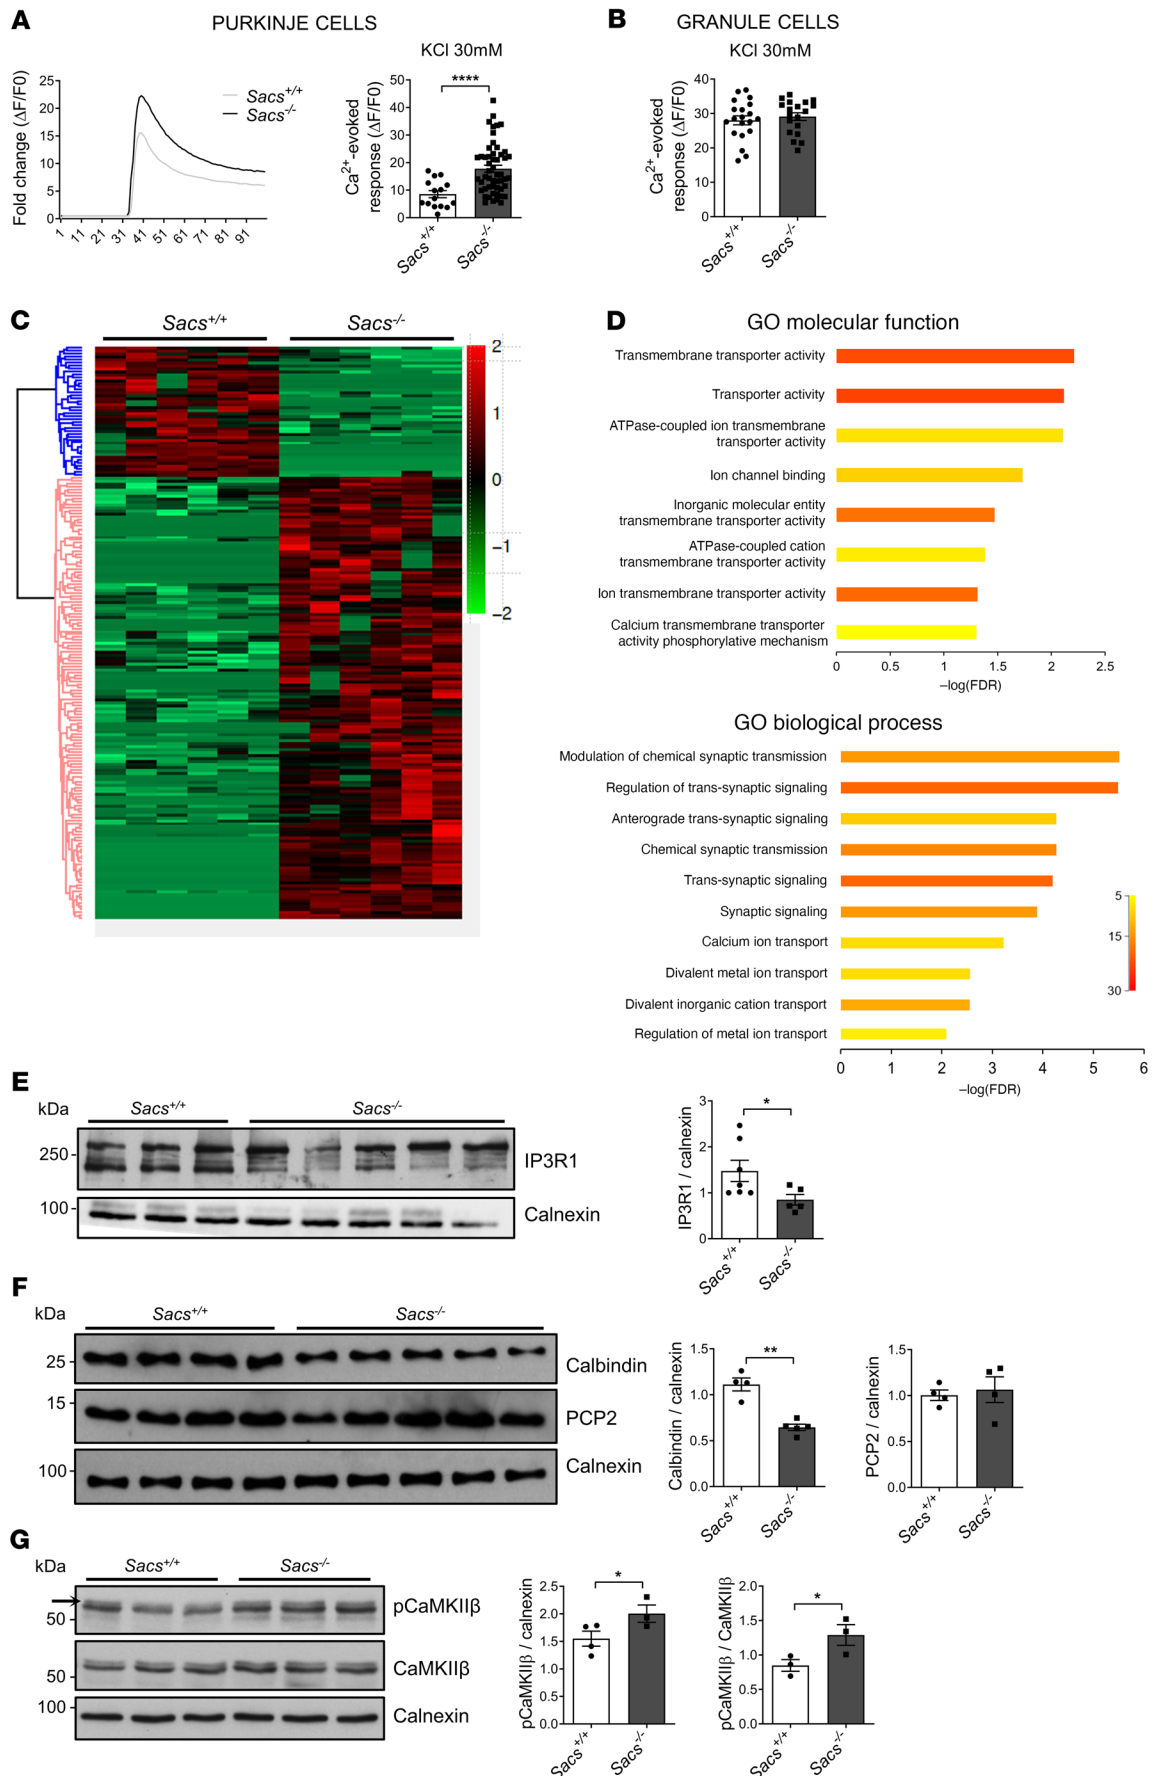 A
PURKINJE CELLS
Fold change (ΔF/F0)
25
20
15
10
5
0
1 11 21 31 41 51 61 71 81 91
Sacs+/+
Sacs-/-
KCl 30mM
****
Ca2+-evoked
response (ΔF/F0)
50
40
30
20
10
0
Sacs+/+
Sacs-/-
B
GRANULE CELLS
KCl 30mM
Ca2+-evoked
response (ΔF/F0)
40
30
20
10
0
Sacs+/+
Sacs-/-
C
Sacs+/+
Sacs-/-
2
1
0
−1
−2
D
GO molecular function
Transmembrane transporter activity
Transporter activity
ATPase-coupled ion transmembrane
transporter activity
Ion channel binding
Inorganic molecular entity
transmembrane transporter activity
ATPase-coupled cation
transmembrane transporter activity
Ion transmembrane transporter activity
Calcium transmembrane transporter
activity phosphorylative mechanism
0 0.5 1 1.5 2 2.5
−log(FDR)
GO biological process
Modulation of chemical synaptic transmission
Regulation of trans-synaptic signaling
Anterograde trans-synaptic signaling
Chemical synaptic transmission
Trans-synaptic signaling
Synaptic signaling
Calcium ion transport
Divalent metal ion transport
Divalent inorganic cation transport
Regulation of metal ion transport
0 1 2 3 4 5 6
−log(FDR)
5
15
30
E
kDa
Sacs+/+
Sacs-/-
250
IP3R1
100
Calnexin
IP3R1 / calnexin
3
2
1
0
*
Sacs+/+
Sacs-/-
F
kDa
Sacs+/+
Sacs-/-
25
Calbindin
15
PCP2
100
Calnexin
Calbindin / calnexin
1.5
1.0
0.5
0.0
**
Sacs+/+
Sacs-/-
PCP2 / calnexin
1.5
1.0
0.5
0.0
Sacs+/+
Sacs-/-
G
kDa
Sacs+/+
Sacs-/-
50
pCaMKIIβ
50
CaMKIIβ
100
Calnexin
pCaMKIIβ / calnexin
2.5
2.0
1.5
1.0
0.5
0.0
*
Sacs+/+
Sacs-/-
pCaMKIIβ / CaMKIIβ
2.0
1.5
1.0
0.5
0.0
*
Sacs+/+
Sacs-/-